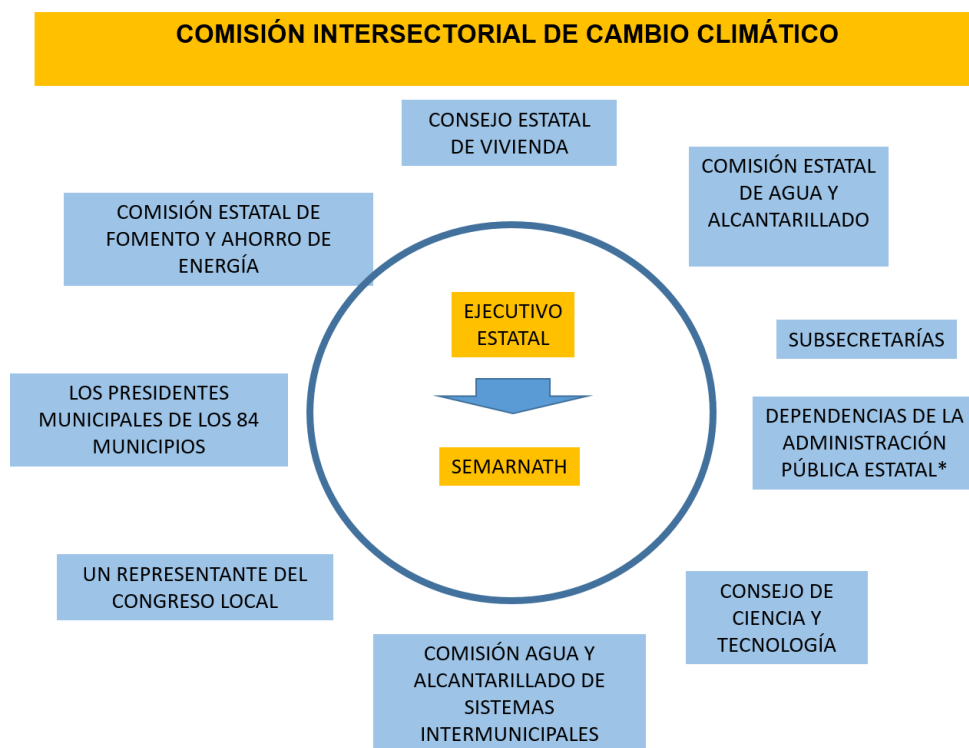 COMISIÓN INTERSECTORIAL DE CAMBIO CLIMÁTICO
CONSEJO ESTATAL
DE VIVIENDA
COMISIÓN ESTATAL
DE AGUA Y
ALCANTARILLADO
COMISIÓN ESTATAL DE
FOMENTO Y AHORRO DE
ENERGÍA
EJECUTIVO
ESTATAL
SUBSECRETARÍAS
LOS PRESIDENTES
MUNICIPALES DE LOS 84
MUNICIPIOS
DEPENDENCIAS DE LA
ADMINISTRACIÓN
PÚBLICA ESTATAL*
SEMARNATH
UN REPRESENTANTE DEL
CONGRESO LOCAL
CONSEJO DE
CIENCIA Y
TECNOLOGÍA
COMISIÓN AGUA Y
ALCANTARILLADO DE
SISTEMAS
INTERMUNICIPALES